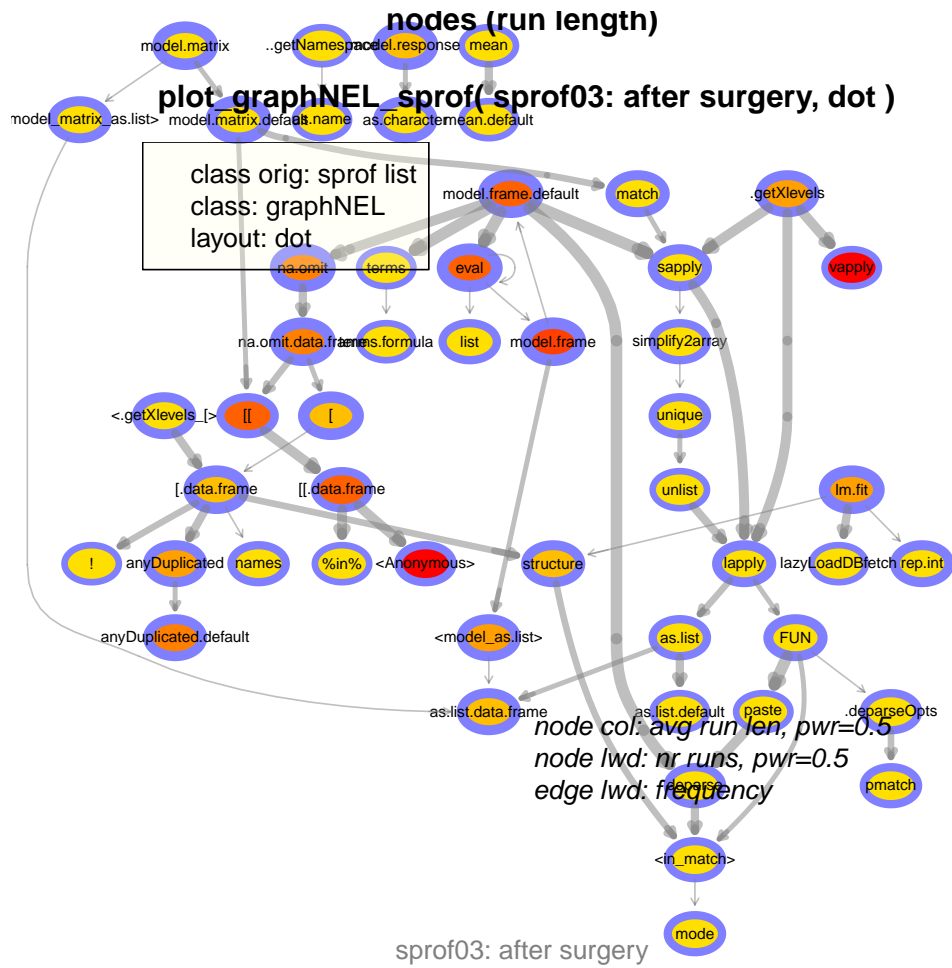 nodes (run length)
model.matrix
..getNamespace
model.response
mean
plot_graphNEL_sprof( sprof03: after surgery, dot )
model_matrix_as.list>
model.matrix.default
as.name
as.character
mean.default
class orig: sprof list
class: graphNEL
layout: dot
model.frame.default
match
.getXlevels
na.omit
terms
eval
sapply
vapply
na.omit.data.frame
terms.formula
list
model.frame
simplify2array
<.getXlevels_[>
[[
[
unique
[.data.frame
[[.data.frame
unlist
lm.fit
!
anyDuplicated
names
%in%
<Anonymous>
structure
lapply
lazyLoadDBfetch
rep.int
anyDuplicated.default
<model_as.list>
as.list
FUN
as.list.data.frame
as.list.default
paste
.deparseOpts
node col: avg run len, pwr=0.5
node lwd: nr runs, pwr=0.5
edge lwd: frequency
deparse
pmatch
<in_match>
mode
sprof03: after surgery